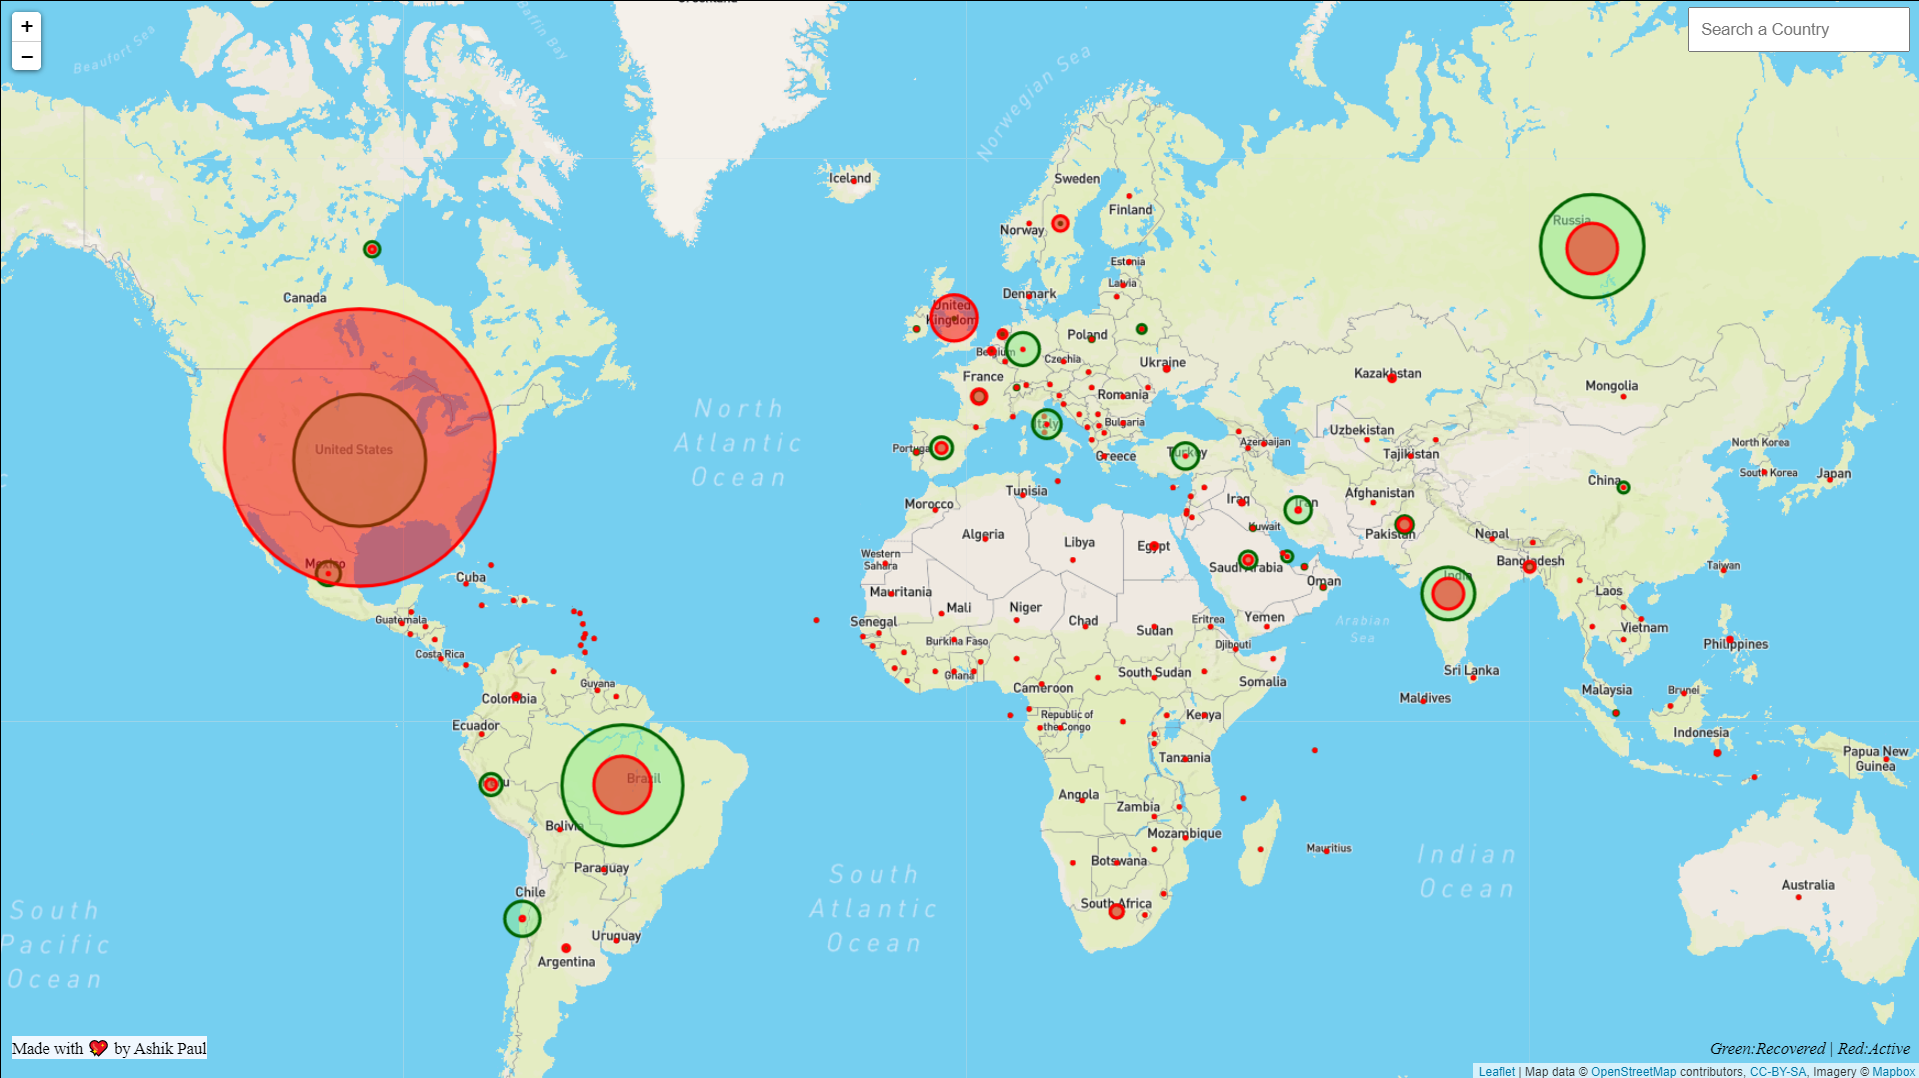 +
−
Search a Country
Greenland
Beaufort Sea
Baffin Bay
Norwegian Sea
Iceland
Sweden
Finland
Norway
Russia
Estonia
Latvia
Denmark
Canada
United
Kingdom
Poland
Belgium
Czechia
Ukraine
France
Kazakhstan
Mongolia
Romania
North
Atlantic
Ocean
Italy
Bulgaria
Uzbekistan
United States
Portugal
Greece
Turkey
Azerbaijan
Tajikistan
North Korea
South Korea
Japan
China
Tunisia
Afghanistan
Morocco
Iraq
Iran
Algeria
Libya
Egypt
Kuwait
Pakistan
Nepal
Western
Sahara
Mexico
Cuba
Saudi Arabia
Oman
India
Bangladesh
Taiwan
Mauritania
Mali
Niger
Laos
Guatemala
Senegal
Chad
Sudan
Eritrea
Yemen
Arabian
Sea
Vietnam
Burkina Faso
Djibouti
Philippines
Costa Rica
Ghana
South Sudan
Somalia
Sri Lanka
Guyana
Cameroon
Malaysia
Brunei
Colombia
Maldives
Ecuador
Republic of
the Congo
Kenya
Indonesia
Papua New
Guinea
Tanzania
Peru
Brazil
Angola
Zambia
Bolivia
Mozambique
Mauritius
Botswana
Indian
Ocean
Paraguay
Chile
South
Atlantic
Ocean
South Africa
Australia
South
Pacific
Ocean
Uruguay
Argentina
Made with 💖 by Ashik Paul
Green:Recovered | Red:Active
Leaflet | Map data © OpenStreetMap contributors, CC-BY-SA, Imagery © Mapbox